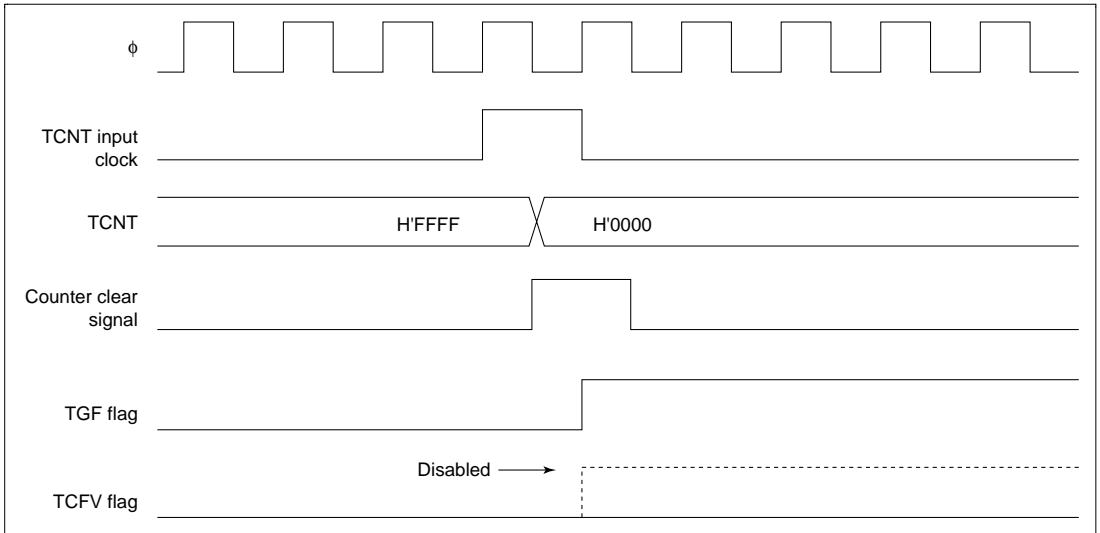 φ
TCNT input
clock
TCNT
H'FFFF
H'0000
Counter clear
signal
TGF flag
Disabled
TCFV flag